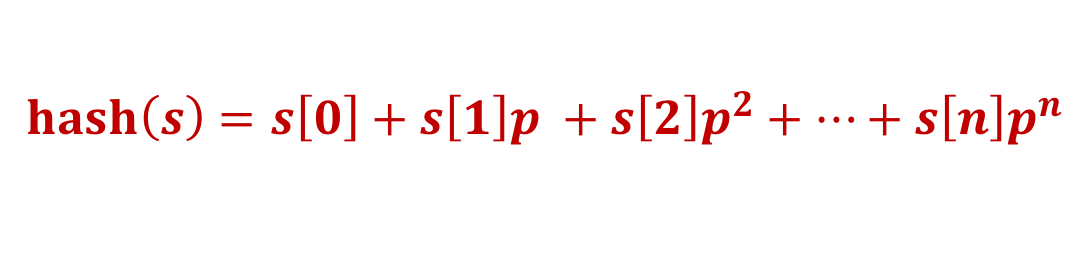 hash(s) = s[0] + s[1]p + s[2]p² + ⋯ + s[n]pⁿ